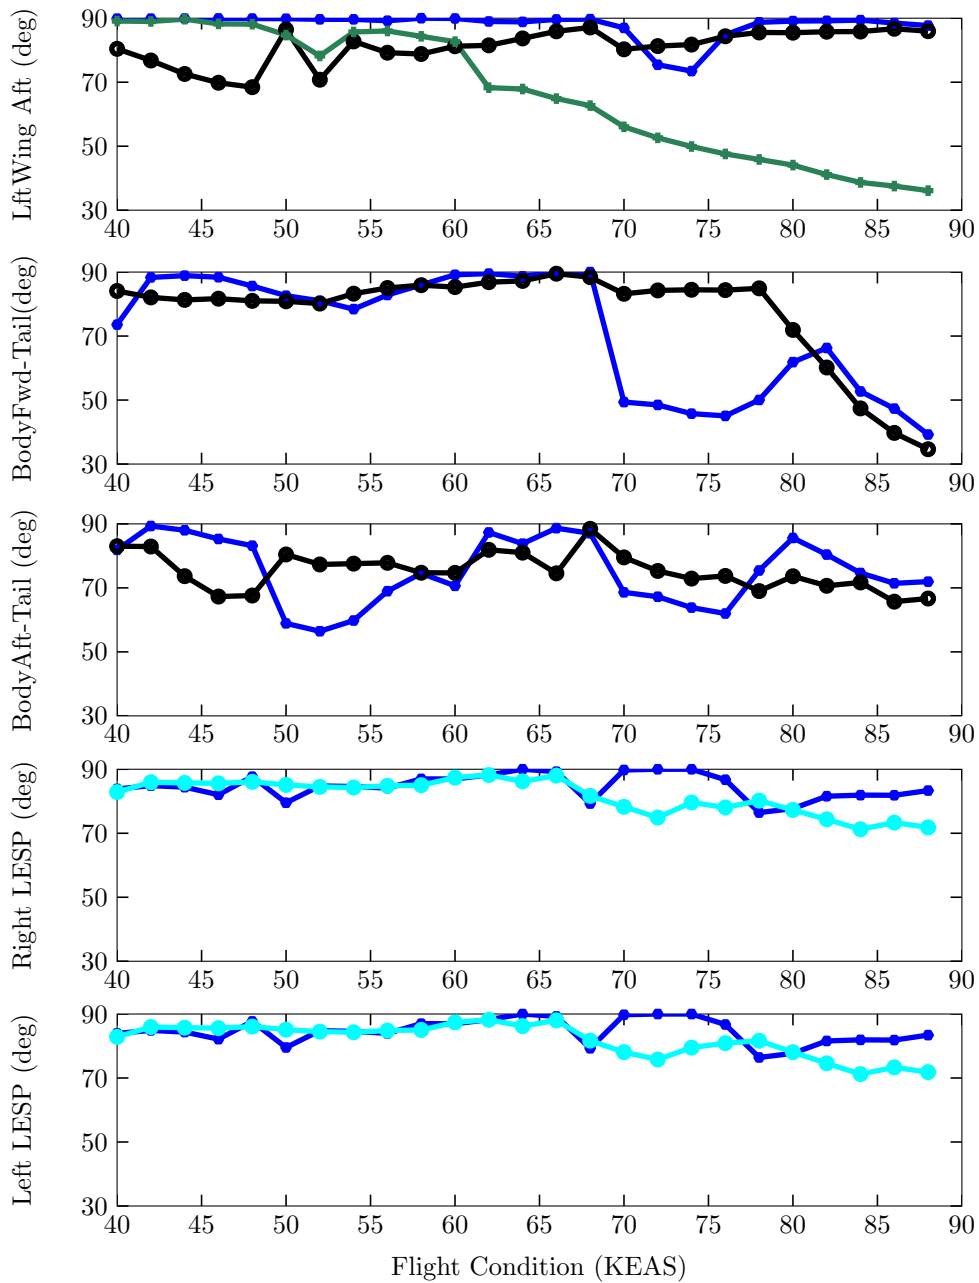 LftWing Aft (deg)
90
70
50
30
40 45 50 55 60 65 70 75 80 85 90
BodyFwd-Tail(deg)
90
70
50
30
40 45 50 55 60 65 70 75 80 85 90
BodyAft-Tail (deg)
90
70
50
30
40 45 50 55 60 65 70 75 80 85 90
Right LESP (deg)
90
70
50
30
40 45 50 55 60 65 70 75 80 85 90
Left LESP (deg)
90
70
50
30
40 45 50 55 60 65 70 75 80 85 90
Flight Condition (KEAS)